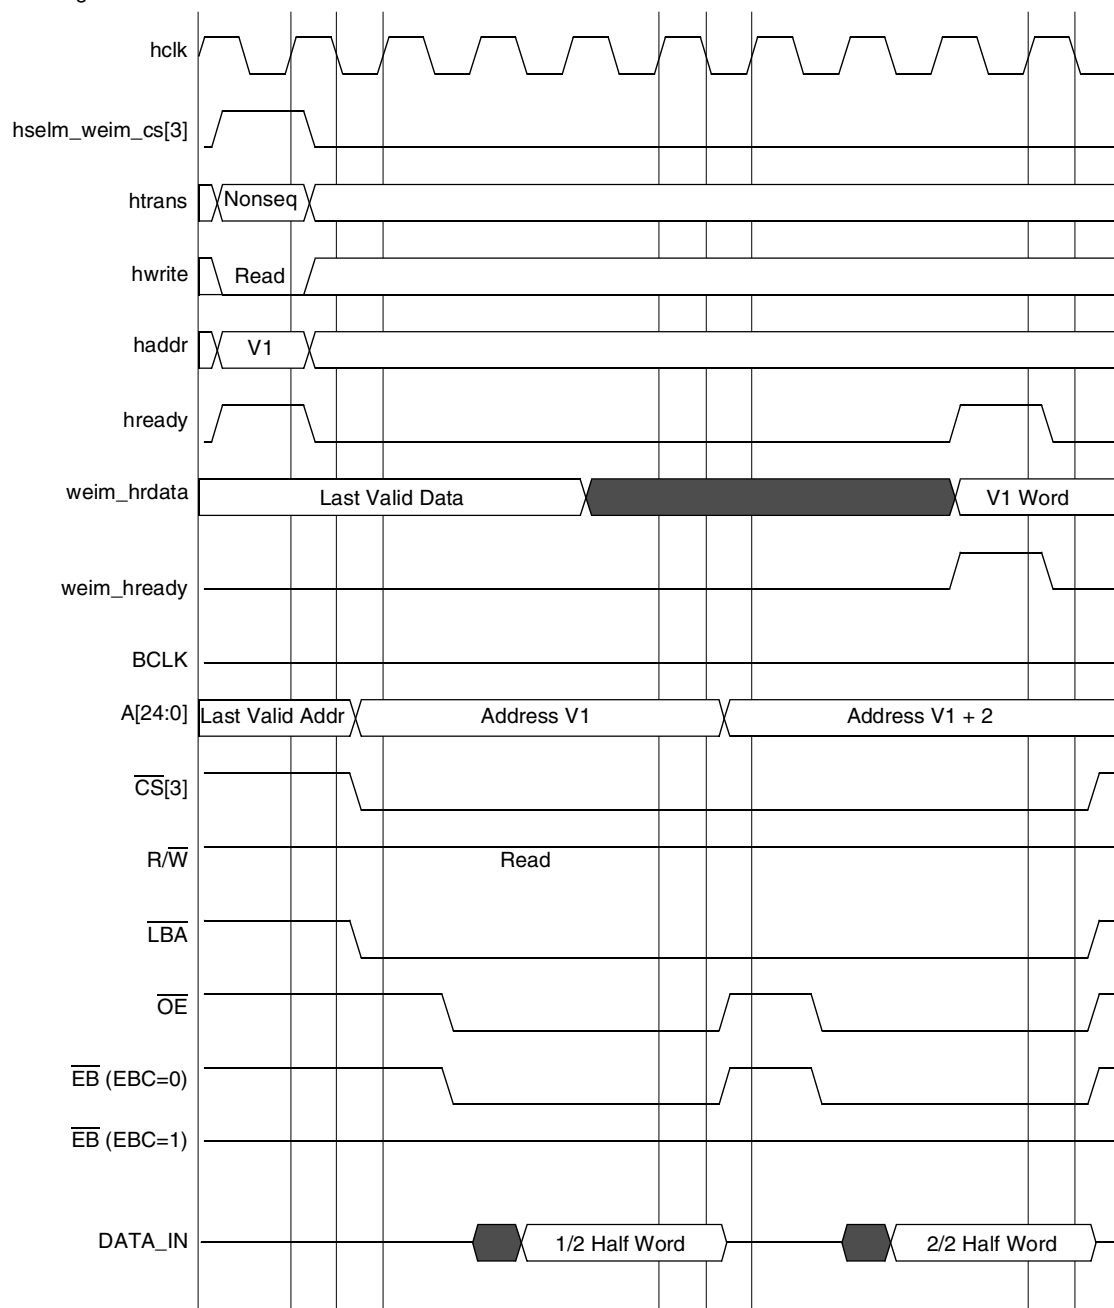 hclk
hselm_weim_cs[3]
htrans Nonseq
hwrite Read
haddr V1
hready
weim_hrdata Last Valid Data V1 Word
weim_hready
BCLK
A[24:0] Last Valid Addr Address V1 Address V1 + 2
CS[3]
R/W Read
LBA
OE
EB (EBC=0)
EB (EBC=1)
DATA_IN 1/2 Half Word 2/2 Half Word